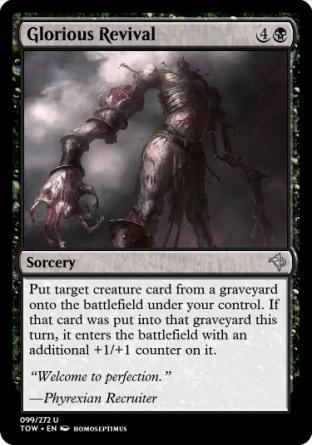 Glorious Revival 4
Sorcery
Put target creature card from a graveyard
onto the battlefield under your control. If
that card was put into that graveyard this
turn, it enters the battlefield with an
additional +1/+1 counter on it.
“Welcome to perfection.”
—Phyrexian Recruiter
099/272 U
TOW • EN HOMOSEPTIMUS